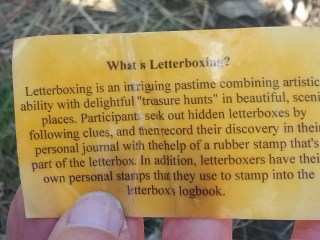 What's Letterboxing?
Letterboxing is an intriguing pastime combining artistic
ability with delightful "treasure hunts" in beautiful, sceni
places. Participants seek out hidden letterboxes by
following clues, and then record their discovery in their
personal journal with the help of a rubber stamp that's
part of the letterbox. In addition, letterboxers have their
own personal stamps that they use to stamp into the
letterbox's logbook.